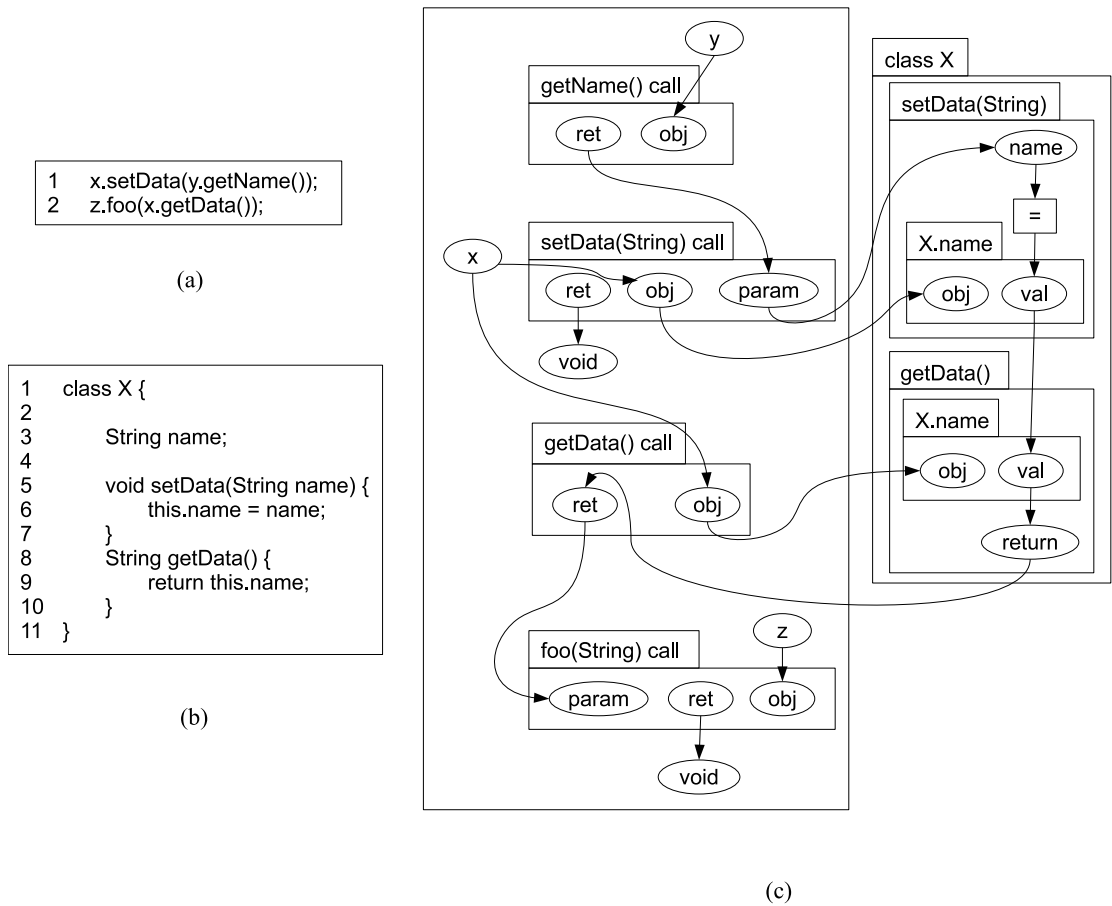 1 x.setData(y.getName());
2 z.foo(x.getData());
(a)
1 class X {
2
3 String name;
4
5 void setData(String name) {
6 this.name = name;
7 }
8 String getData() {
9 return this.name;
10 }
11 }
(b)
y
getName() call
ret obj
x
setData(String) call
ret obj param
void
getData() call
ret obj
z
foo(String) call
param ret obj
void
class X
setData(String)
name
=
X.name
obj val
getData()
X.name
obj val
return
(c)